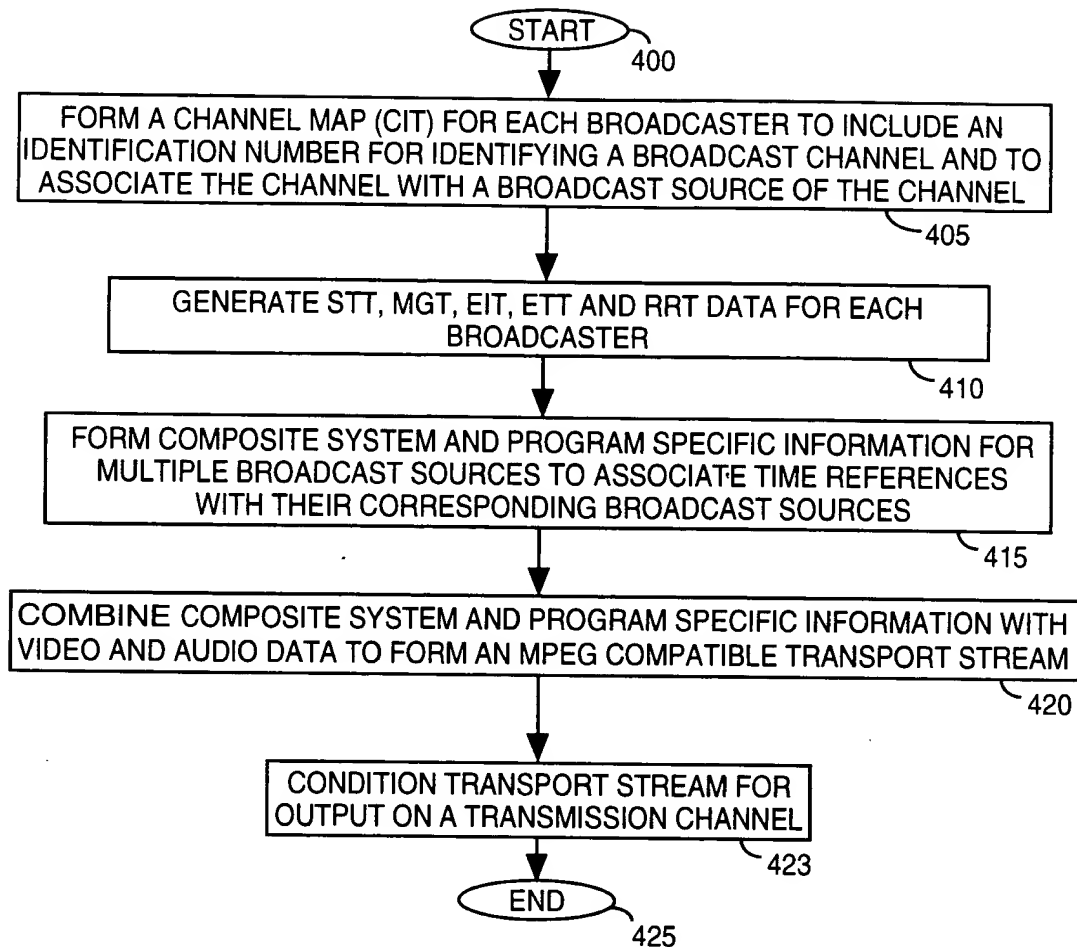 START
400
FORM A CHANNEL MAP (CIT) FOR EACH BROADCASTER TO INCLUDE AN
IDENTIFICATION NUMBER FOR IDENTIFYING A BROADCAST CHANNEL AND TO
ASSOCIATE THE CHANNEL WITH A BROADCAST SOURCE OF THE CHANNEL
405
GENERATE STT, MGT, EIT, ETT AND RRT DATA FOR EACH
BROADCASTER
410
FORM COMPOSITE SYSTEM AND PROGRAM SPECIFIC INFORMATION FOR
MULTIPLE BROADCAST SOURCES TO ASSOCIATE TIME REFERENCES
WITH THEIR CORRESPONDING BROADCAST SOURCES
415
COMBINE COMPOSITE SYSTEM AND PROGRAM SPECIFIC INFORMATION WITH
VIDEO AND AUDIO DATA TO FORM AN MPEG COMPATIBLE TRANSPORT STREAM
420
CONDITION TRANSPORT STREAM FOR
OUTPUT ON A TRANSMISSION CHANNEL
423
END
425